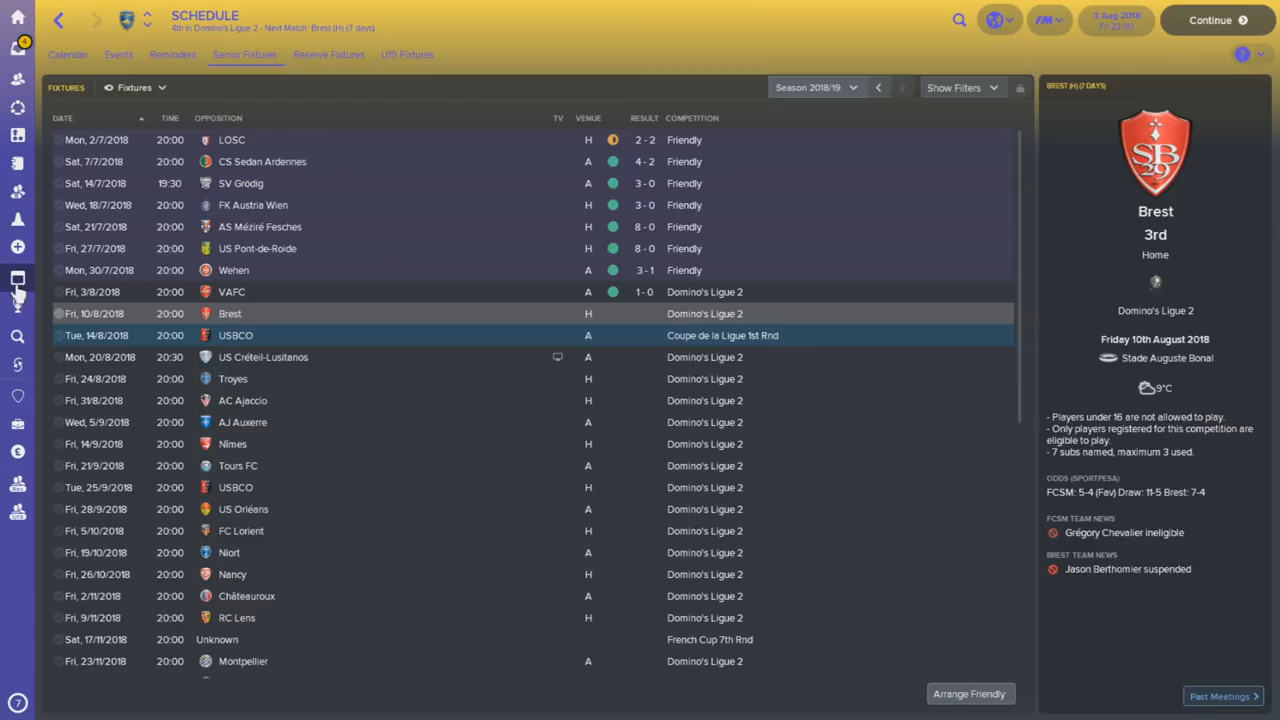 SCHEDULE
4th in Domino's Ligue 2 - Next Match: Brest (H) (7 days)
FM
3 Aug 2018
Fri 22:00
Continue
4
Calendar Events Reminders Senior Fixtures Reserve Fixtures U19 Fixtures
?
FIXTURES Fixtures Season 2018/19 Show Filters
DATE TIME OPPOSITION TV VENUE RESULT COMPETITION
Mon, 2/7/2018 20:00 LOSC H 2 - 2 Friendly
Sat, 7/7/2018 20:00 CS Sedan Ardennes A 4 - 2 Friendly
Sat, 14/7/2018 19:30 SV Grödig A 3 - 0 Friendly
Wed, 18/7/2018 20:00 FK Austria Wien H 3 - 0 Friendly
Sat, 21/7/2018 20:00 AS Méziré Fesches H 8 - 0 Friendly
Fri, 27/7/2018 20:00 US Pont-de-Roide H 8 - 0 Friendly
Mon, 30/7/2018 20:00 Wehen A 3 - 1 Friendly
Fri, 3/8/2018 20:00 VAFC A 1 - 0 Domino's Ligue 2
Fri, 10/8/2018 20:00 Brest H Domino's Ligue 2
Tue, 14/8/2018 20:00 USBCO A Coupe de la Ligue 1st Rnd
Mon, 20/8/2018 20:30 US Créteil-Lusitanos A Domino's Ligue 2
Fri, 24/8/2018 20:00 Troyes H Domino's Ligue 2
Fri, 31/8/2018 20:00 AC Ajaccio H Domino's Ligue 2
Wed, 5/9/2018 20:00 AJ Auxerre A Domino's Ligue 2
Fri, 14/9/2018 20:00 Nîmes H Domino's Ligue 2
Fri, 21/9/2018 20:00 Tours FC A Domino's Ligue 2
Tue, 25/9/2018 20:00 USBCO H Domino's Ligue 2
Fri, 28/9/2018 20:00 US Orléans A Domino's Ligue 2
Fri, 5/10/2018 20:00 FC Lorient H Domino's Ligue 2
Fri, 19/10/2018 20:00 Niort A Domino's Ligue 2
Fri, 26/10/2018 20:00 Nancy H Domino's Ligue 2
Fri, 2/11/2018 20:00 Châteauroux A Domino's Ligue 2
Fri, 9/11/2018 20:00 RC Lens H Domino's Ligue 2
Sat, 17/11/2018 20:00 Unknown French Cup 7th Rnd
Fri, 23/11/2018 20:00 Montpellier A Domino's Ligue 2
Arrange Friendly
BREST (H) (7 DAYS)
SB
29
Brest
3rd
Home
Domino's Ligue 2
Friday 10th August 2018
Stade Auguste Bonal
9°C
- Players under 16 are not allowed to play.
- Only players registered for this competition are
eligible to play.
- 7 subs named, maximum 3 used.
ODDS (SPORTPESA)
FCSM: 5-4 (Fav) Draw: 11-5 Brest: 7-4
FCSM TEAM NEWS
Grégory Chevalier ineligible
BREST TEAM NEWS
Jason Berthomier suspended
Past Meetings
7